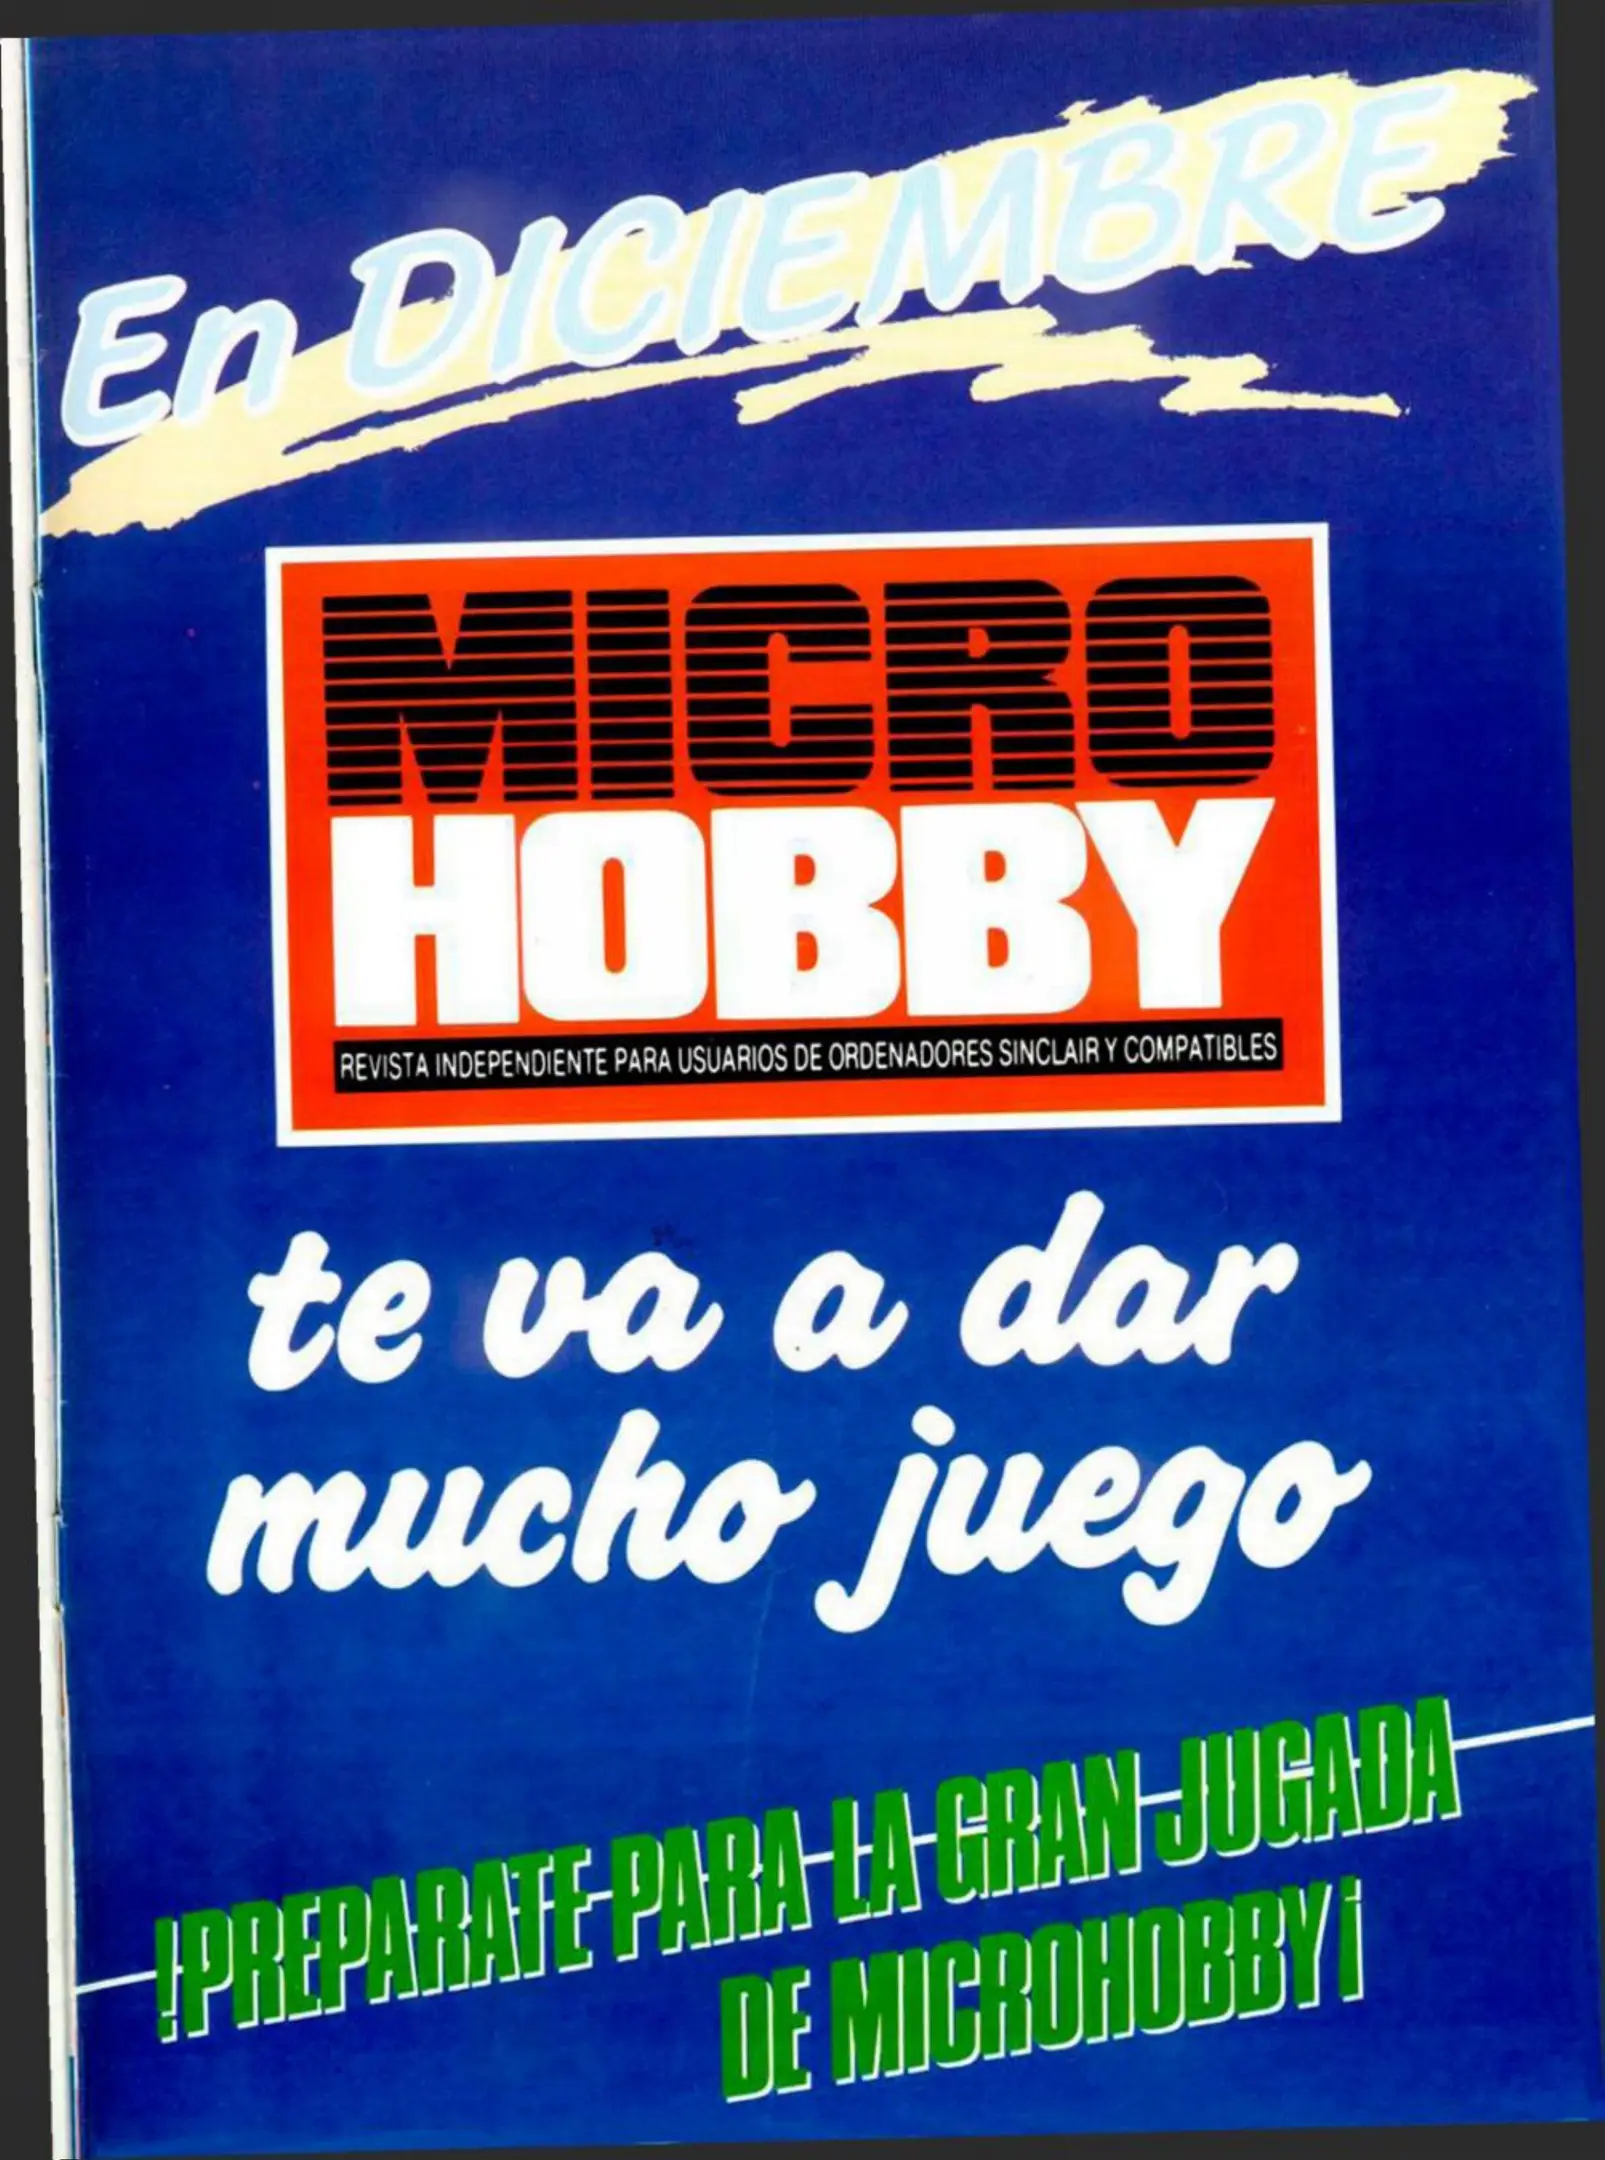 En DICIEMBRE
MICRO
HOBBY
REVISTA INDEPENDIENTE PARA USUARIOS DE ORDENADORES SINCLAIR Y COMPATIBLES
te va a dar
mucho juego
!PREPARATE PARA LA GRAN JUGADA
DE MICROHOBBY¡